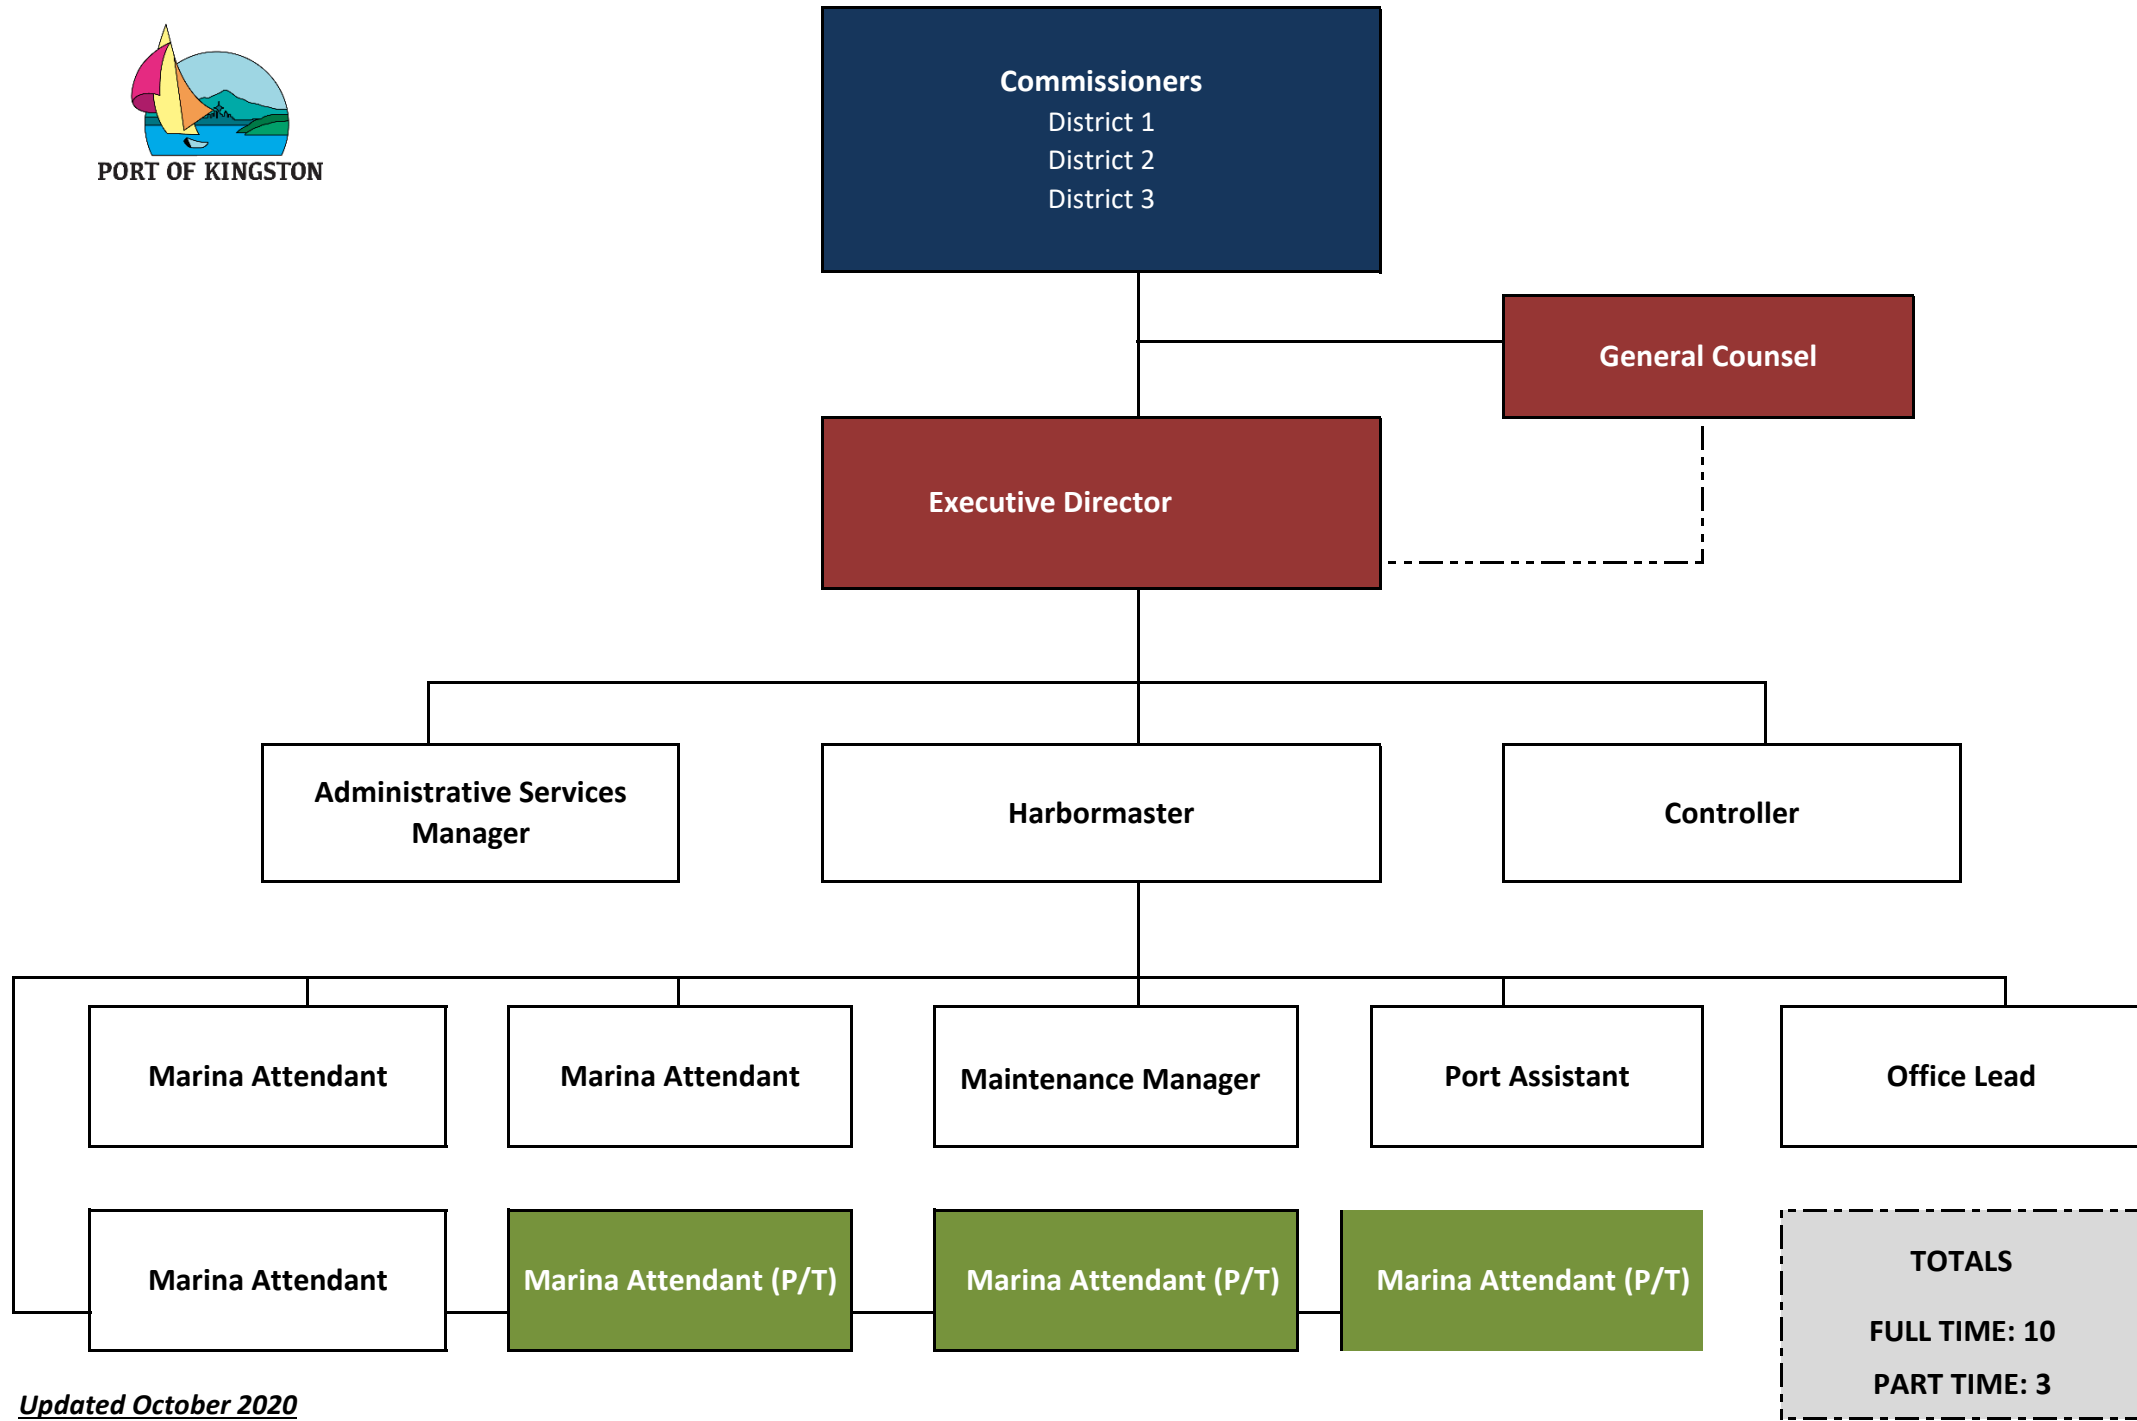 PORT OF KINGSTON
Commissioners
District 1
District 2
District 3
General Counsel
Executive Director
Administrative Services
Manager
Harbormaster
Controller
Marina Attendant
Marina Attendant
Maintenance Manager
Port Assistant
Office Lead
Marina Attendant
Marina Attendant (P/T)
Marina Attendant (P/T)
Marina Attendant (P/T)
TOTALS
FULL TIME: 10
PART TIME: 3
Updated October 2020